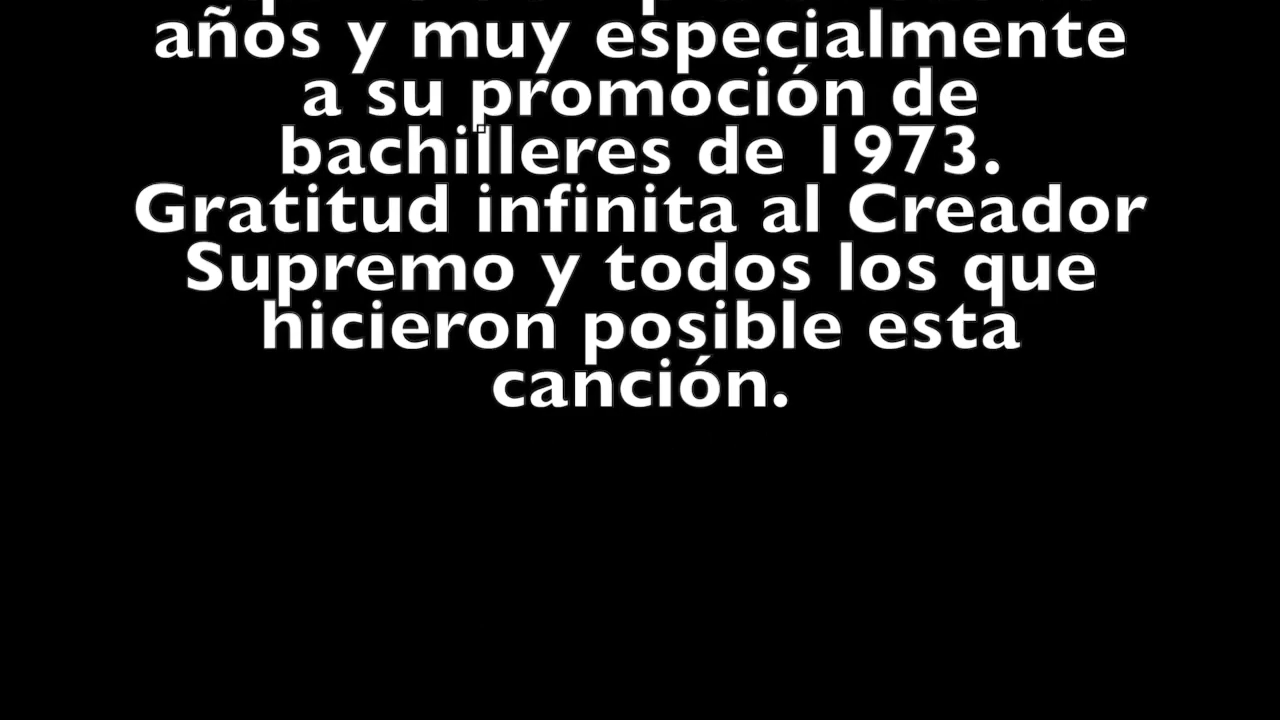 años y muy especialmente
a su promoción de
bachilleres de 1973.
Gratitud infinita al Creador
Supremo y todos los que
hicieron posible esta
canción.